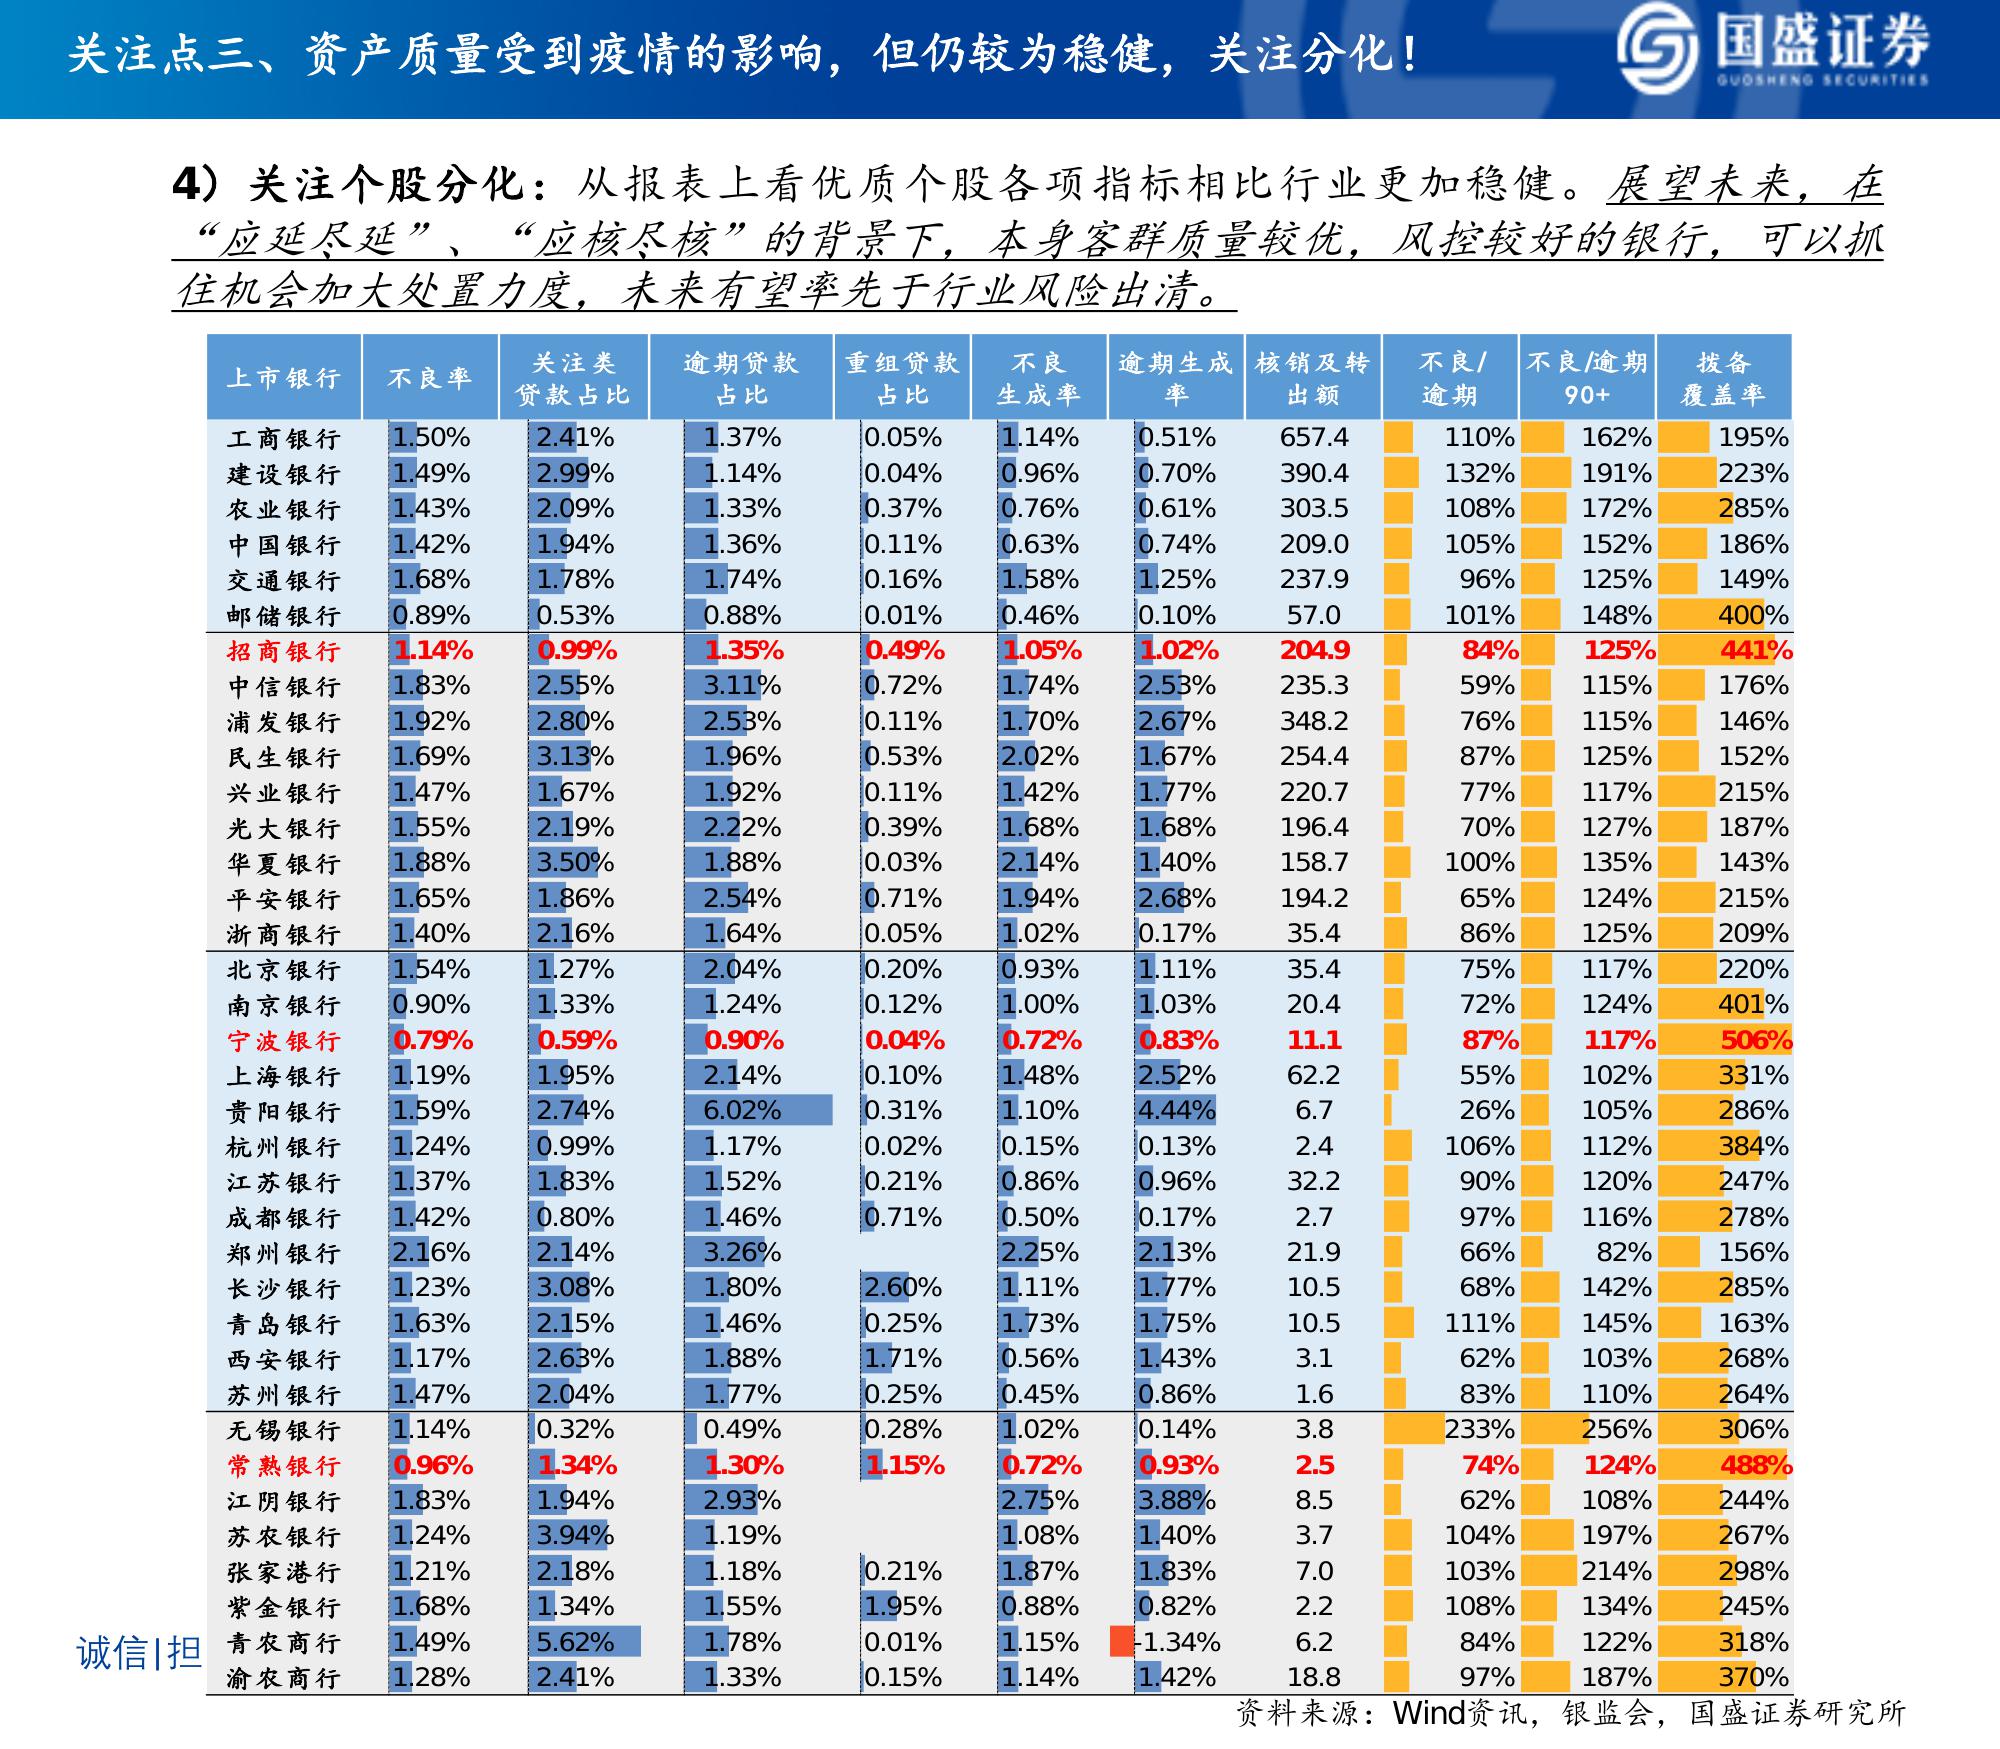 关注点三、资产质量受到疫情的影响，但仍较为稳健，关注分化！
国盛证券
GUOSHENG SECURITIES
4）关注个股分化：从报表上看优质个股各项指标相比行业更加稳健。展望未来，在
“应延尽延”、“应核尽核”的背景下，本身客群质量较优，风控较好的银行，可以抓
住机会加大处置力度，未来有望率先于行业风险出清。
上市银行 不良率 关注类贷款占比 逾期贷款占比 重组贷款占比 不良生成率 逾期生成率 核销及转出额 不良/逾期 不良/逾期90+ 拨备覆盖率
工商银行 1.50% 2.41% 1.37% 0.05% 1.14% 0.51% 657.4 110% 162% 195%
建设银行 1.49% 2.99% 1.14% 0.04% 0.96% 0.70% 390.4 132% 191% 223%
农业银行 1.43% 2.09% 1.33% 0.37% 0.76% 0.61% 303.5 108% 172% 285%
中国银行 1.42% 1.94% 1.36% 0.11% 0.63% 0.74% 209.0 105% 152% 186%
交通银行 1.68% 1.78% 1.74% 0.16% 1.58% 1.25% 237.9 96% 125% 149%
邮储银行 0.89% 0.53% 0.88% 0.01% 0.46% 0.10% 57.0 101% 148% 400%
招商银行 1.14% 0.99% 1.35% 0.49% 1.05% 1.02% 204.9 84% 125% 441%
中信银行 1.83% 2.55% 3.11% 0.72% 1.74% 2.53% 235.3 59% 115% 176%
浦发银行 1.92% 2.80% 2.53% 0.11% 1.70% 2.67% 348.2 76% 115% 146%
民生银行 1.69% 3.13% 1.96% 0.53% 2.02% 1.67% 254.4 87% 125% 152%
兴业银行 1.47% 1.67% 1.92% 0.11% 1.42% 1.77% 220.7 77% 117% 215%
光大银行 1.55% 2.19% 2.22% 0.39% 1.68% 1.68% 196.4 70% 127% 187%
华夏银行 1.88% 3.50% 1.88% 0.03% 2.14% 1.40% 158.7 100% 135% 143%
平安银行 1.65% 1.86% 2.54% 0.71% 1.94% 2.68% 194.2 65% 124% 215%
浙商银行 1.40% 2.16% 1.64% 0.05% 1.02% 0.17% 35.4 86% 125% 209%
北京银行 1.54% 1.27% 2.04% 0.20% 0.93% 1.11% 35.4 75% 117% 220%
南京银行 0.90% 1.33% 1.24% 0.12% 1.00% 1.03% 20.4 72% 124% 401%
宁波银行 0.79% 0.59% 0.90% 0.04% 0.72% 0.83% 11.1 87% 117% 506%
上海银行 1.19% 1.95% 2.14% 0.10% 1.48% 2.52% 62.2 55% 102% 331%
贵阳银行 1.59% 2.74% 6.02% 0.31% 1.10% 4.44% 6.7 26% 105% 286%
杭州银行 1.24% 0.99% 1.17% 0.02% 0.15% 0.13% 2.4 106% 112% 384%
江苏银行 1.37% 1.83% 1.52% 0.21% 0.86% 0.96% 32.2 90% 120% 247%
成都银行 1.42% 0.80% 1.46% 0.71% 0.50% 0.17% 2.7 97% 116% 278%
郑州银行 2.16% 2.14% 3.26% 2.25% 2.13% 21.9 66% 82% 156%
长沙银行 1.23% 3.08% 1.80% 2.60% 1.11% 1.77% 10.5 68% 142% 285%
青岛银行 1.63% 2.15% 1.46% 0.25% 1.73% 1.75% 10.5 111% 145% 163%
西安银行 1.17% 2.63% 1.88% 1.71% 0.56% 1.43% 3.1 62% 103% 268%
苏州银行 1.47% 2.04% 1.77% 0.25% 0.45% 0.86% 1.6 83% 110% 264%
无锡银行 1.14% 0.32% 0.49% 0.28% 1.02% 0.14% 3.8 233% 256% 306%
常熟银行 0.96% 1.34% 1.30% 1.15% 0.72% 0.93% 2.5 74% 124% 488%
江阴银行 1.83% 1.94% 2.93% 2.75% 3.88% 8.5 62% 108% 244%
苏农银行 1.24% 3.94% 1.19% 1.08% 1.40% 3.7 104% 197% 267%
张家港行 1.21% 2.18% 1.18% 0.21% 1.87% 1.83% 7.0 103% 214% 298%
紫金银行 1.68% 1.34% 1.55% 1.95% 0.88% 0.82% 2.2 108% 134% 245%
青农商行 1.49% 5.62% 1.78% 0.01% 1.15% -1.34% 6.2 84% 122% 318%
渝农商行 1.28% 2.41% 1.33% 0.15% 1.14% 1.42% 18.8 97% 187% 370%
诚信|担
资料来源：Wind资讯，银监会，国盛证券研究所